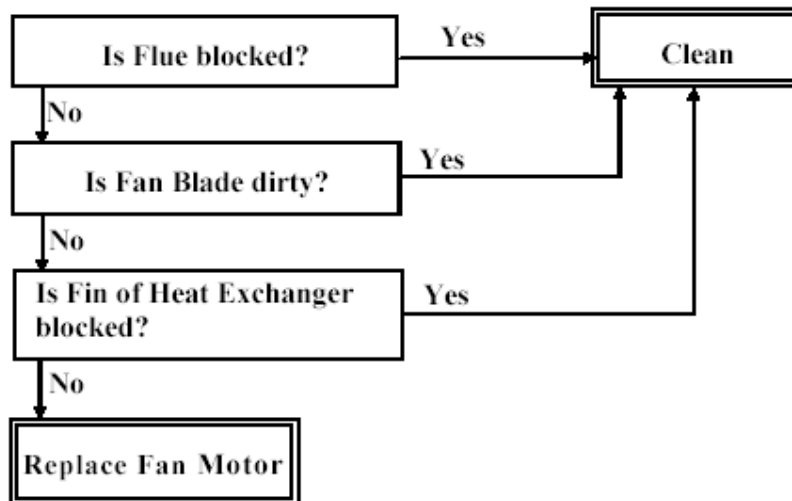 Is Flue blocked?
Yes
Clean
No
Is Fan Blade dirty?
Yes
No
Is Fin of Heat Exchanger
blocked?
Yes
No
Replace Fan Motor